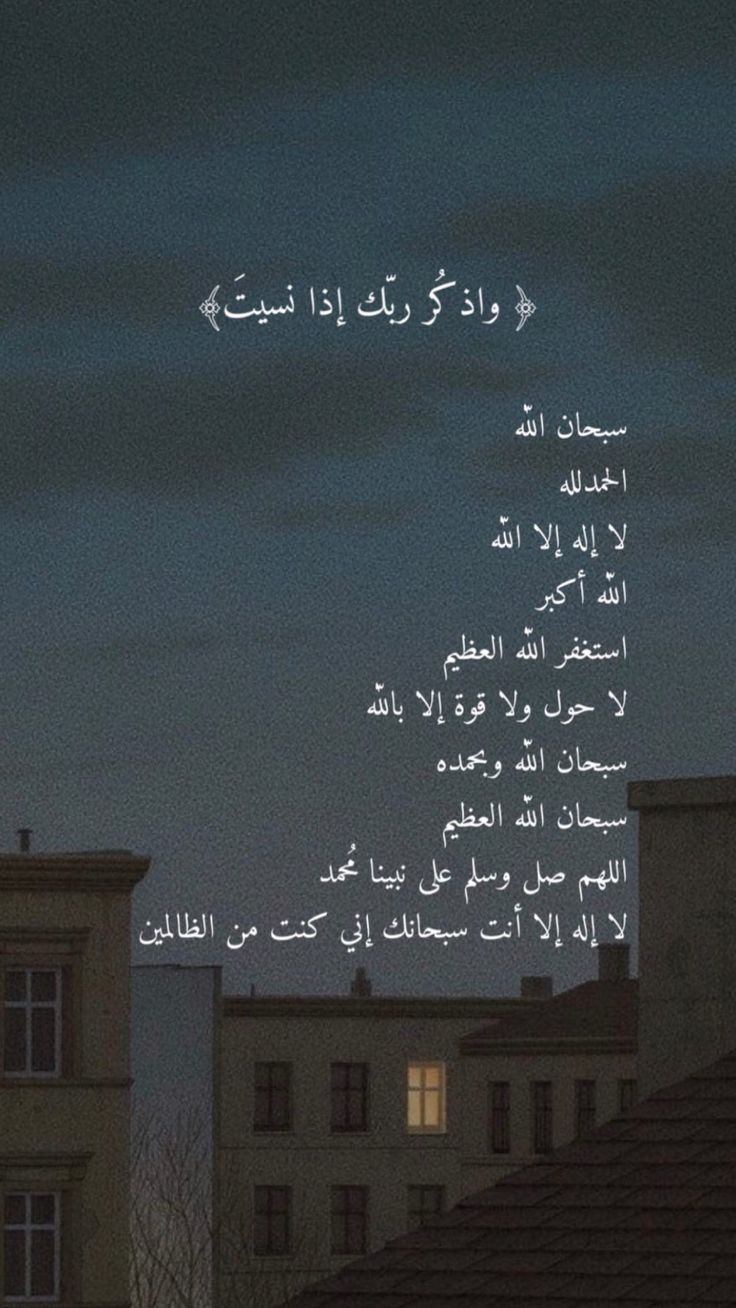 ﴿ واذكُر ربّك إذا نسيتَ ﴾
سبحان الله
الحمدلله
لا إله إلا الله
الله أكبر
استغفر الله العظيم
لا حول ولا قوة إلا بالله
سبحان الله وبحمده
سبحان الله العظيم
اللهم صل وسلم على نبينا مُحمد
لا إله إلا أنت سبحانك إني كنت من الظالمين